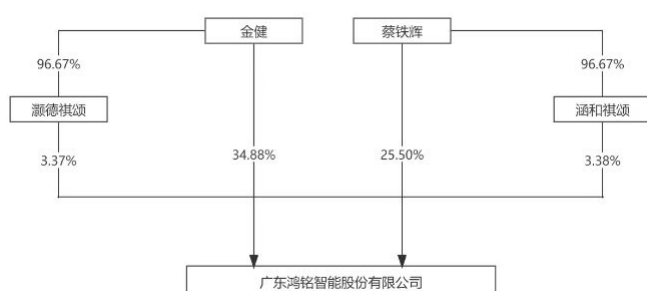 金健
蔡铁辉
96.67%
96.67%
灏德祺颂
涵和祺颂
3.37%
34.88%
25.50%
3.38%
广东鸿铭智能股份有限公司